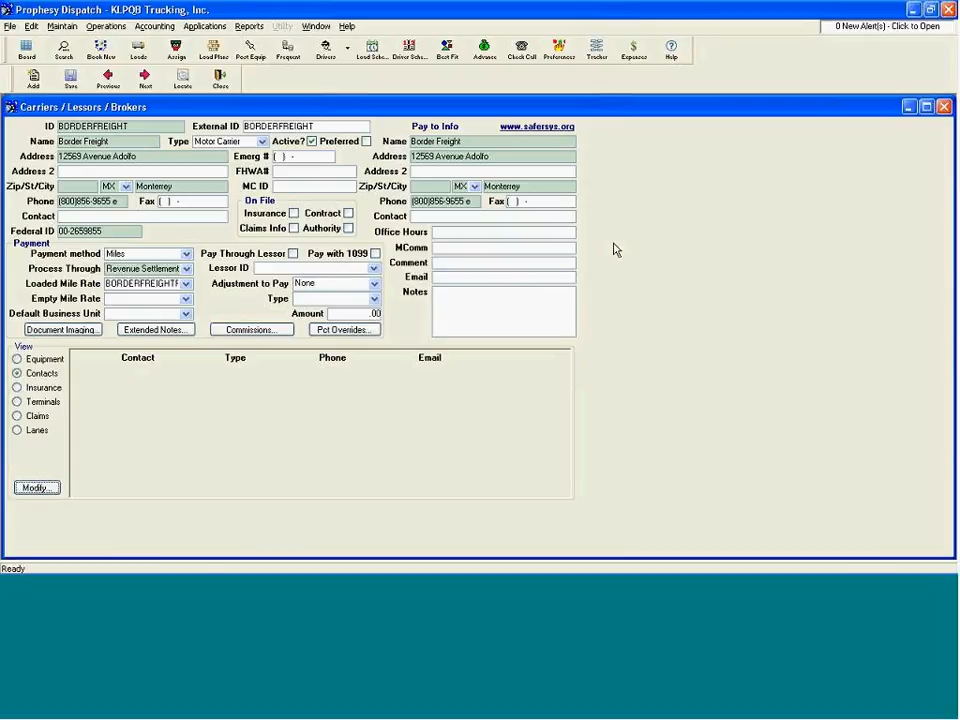 Prophesy Dispatch - KLPQB Trucking, Inc.
File Edit Maintain Operations Accounting Applications Reports Utility Window Help
0 New Alert(s) - Click to Open
Board Search Book New Loads Assign Load Plans Post Equip Frequent Drivers Load Sche... Driver Sche... Best Fit Advance Check Call Preferences Tracker Expenses Help
Add Save Previous Next Locate Close
Carriers / Lessors / Brokers
ID BORDERFREIGHT External ID BORDERFREIGHT Pay to Info www.safersys.org
Name Border Freight Type Motor Carrier Active? Preferred Name Border Freight
Address 12569 Avenue Adolfo Emerg # ( ) - Address 12569 Avenue Adolfo
Address 2 FHWA# Address 2
Zip/St/City MX Monterrey MC ID Zip/St/City MX Monterrey
Phone (800)856-9655 e Fax ( ) - On File Phone (800)856-9655 e Fax ( ) -
Contact Insurance Contract Contact
Federal ID 00-2659855 Claims Info Authority Office Hours
Payment
Payment method Miles Pay Through Lessor Pay with 1099 MComm
Process Through Revenue Settlement Lessor ID Comment
Loaded Mile Rate BORDERFREIGHTF Adjustment to Pay None Email
Empty Mile Rate Type Notes
Default Business Unit Amount .00
Document Imaging... Extended Notes... Commissions... Pct Overrides...
View
Contact Type Phone Email
Equipment
Contacts
Insurance
Terminals
Claims
Lanes
Modify...
Ready